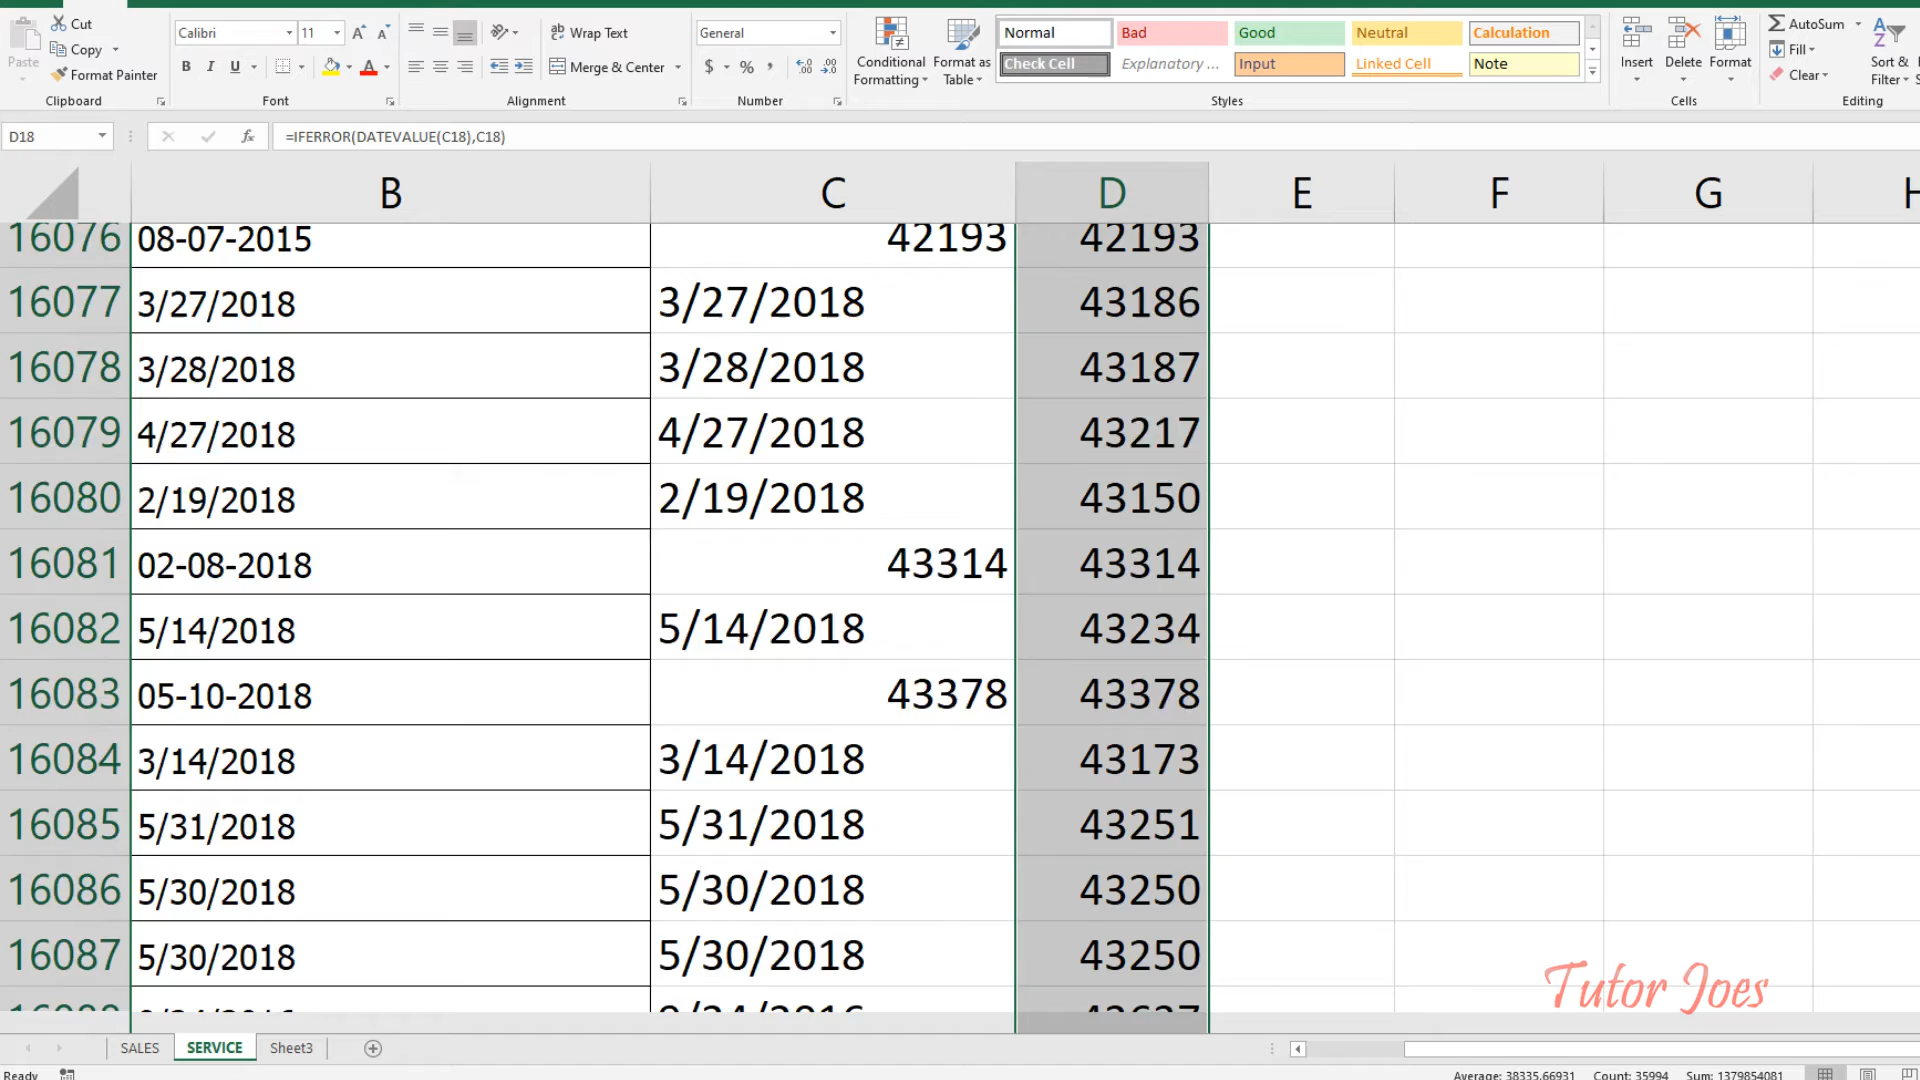 Cut
Copy
Format Painter
Paste
Clipboard
Calibri 11
B I U
Font
Wrap Text
Merge & Center
Alignment
General
$ % ,
Number
Conditional Formatting
Format as Table
Normal Bad Good Neutral Calculation
Check Cell Explanatory ... Input Linked Cell Note
Styles
Insert Delete Format
Cells
AutoSum
Fill
Clear
Sort & Filter
Editing
D18 fx =IFERROR(DATEVALUE(C18),C18)
B C D E F G H
16076 08-07-2015 42193 42193
16077 3/27/2018 3/27/2018 43186
16078 3/28/2018 3/28/2018 43187
16079 4/27/2018 4/27/2018 43217
16080 2/19/2018 2/19/2018 43150
16081 02-08-2018 43314 43314
16082 5/14/2018 5/14/2018 43234
16083 05-10-2018 43378 43378
16084 3/14/2018 3/14/2018 43173
16085 5/31/2018 5/31/2018 43251
16086 5/30/2018 5/30/2018 43250
16087 5/30/2018 5/30/2018 43250
Tutor Joes
SALES SERVICE Sheet3
Ready Average: 38335.66931 Count: 35994 Sum: 1379854081